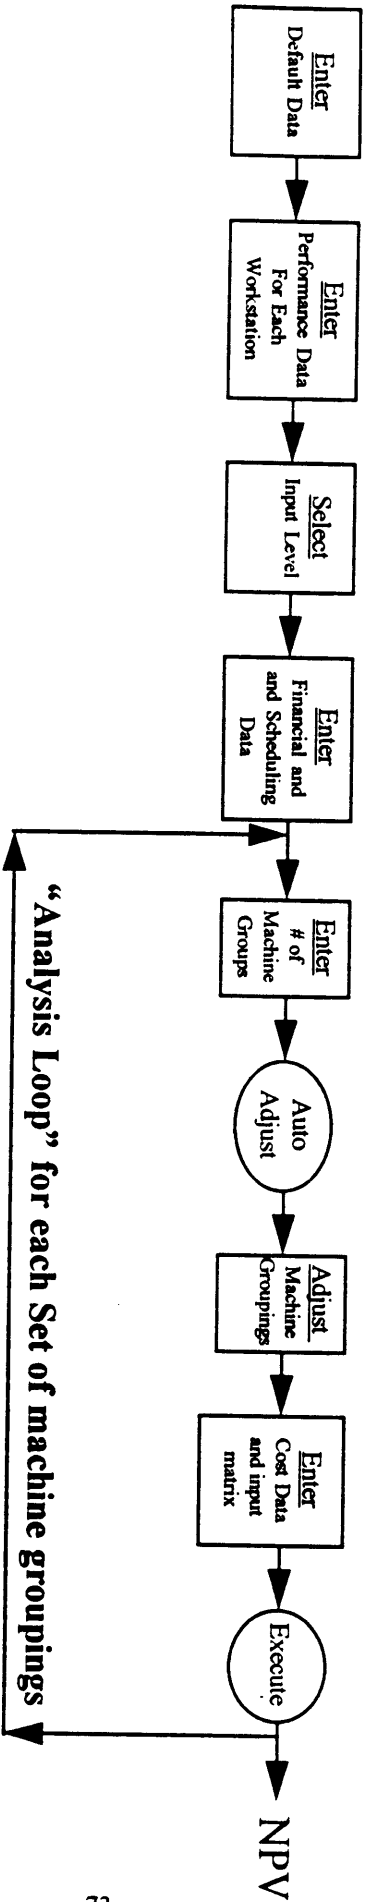 Enter
Default Data
Enter
Performance Data
For Each
Workstation
Select
Input Level
Enter
Financial and
and Scheduling
Data
Enter
# of
Machine
Groups
Auto
Adjust
Adjust
Machine
Groupings
Enter
Cost Data
and input
matrix
Execute
NPV
“Analysis Loop” for each Set of machine groupings